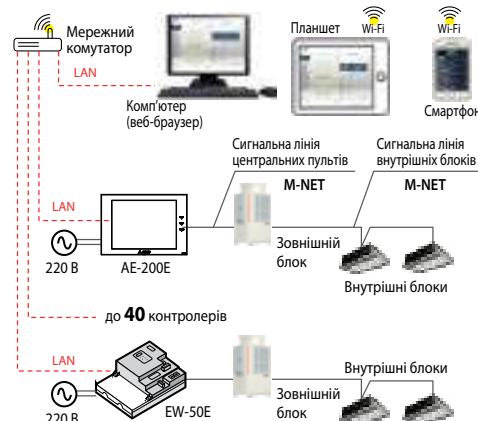 Мережний
комутатор
LAN
Комп'ютер
(веб-браузер)
Планшет
Wi-Fi
Wi-Fi
Смартфон
Сигнальна лінія
центральних пультів
M-NET
Сигнальна лінія
внутрішніх блоків
M-NET
LAN
220 В
AE-200E
Зовнішній
блок
Внутрішні блоки
до 40 контролерів
LAN
220 В
EW-50E
Зовнішній
блок
Внутрішні блоки